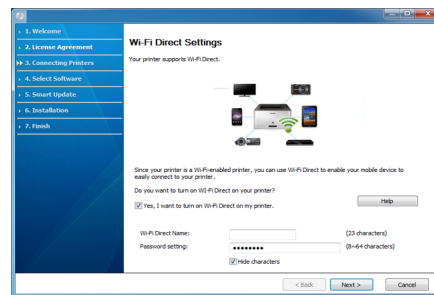 1. Welcome
2. License Agreement
3. Connecting Printers
4. Select Software
5. Smart Update
6. Installation
7. Finish
Wi-Fi Direct Settings
Your printer supports Wi-Fi Direct.
Since your printer is a Wi-Fi-enabled printer, you can use Wi-Fi Direct to enable your mobile device to
easily connect to your printer.
Do you want to turn on Wi-Fi Direct on your printer?
Yes, I want to turn on Wi-Fi Direct on my printer.
Help
Wi-Fi Direct Name: (23 characters)
Password setting: •••••••• (8~64 characters)
Hide characters
< Back Next > Cancel